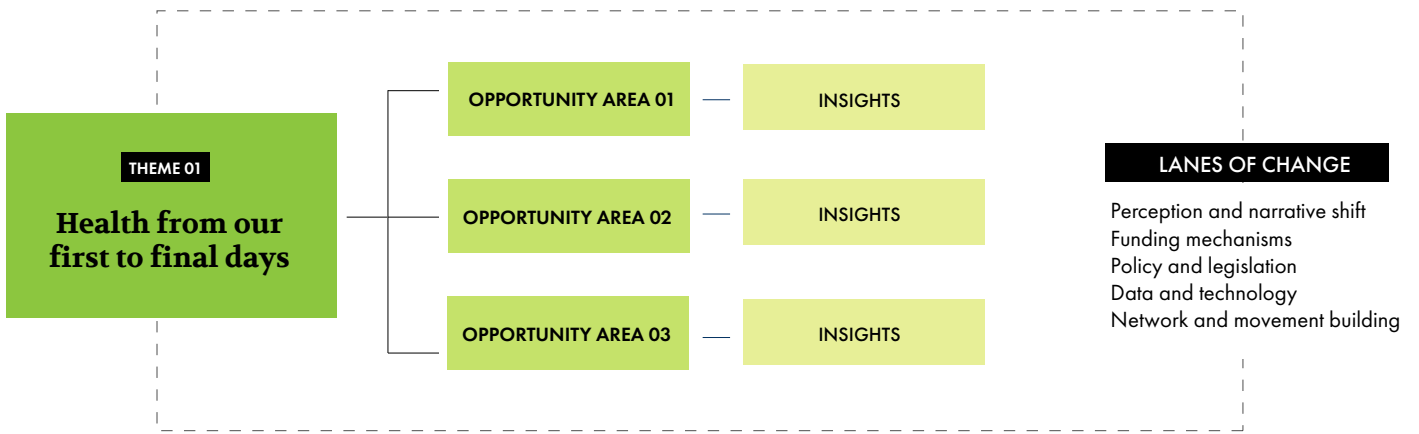 THEME 01
Health from our
first to final days
OPPORTUNITY AREA 01
INSIGHTS
OPPORTUNITY AREA 02
INSIGHTS
OPPORTUNITY AREA 03
INSIGHTS
LANES OF CHANGE
Perception and narrative shift
Funding mechanisms
Policy and legislation
Data and technology
Network and movement building